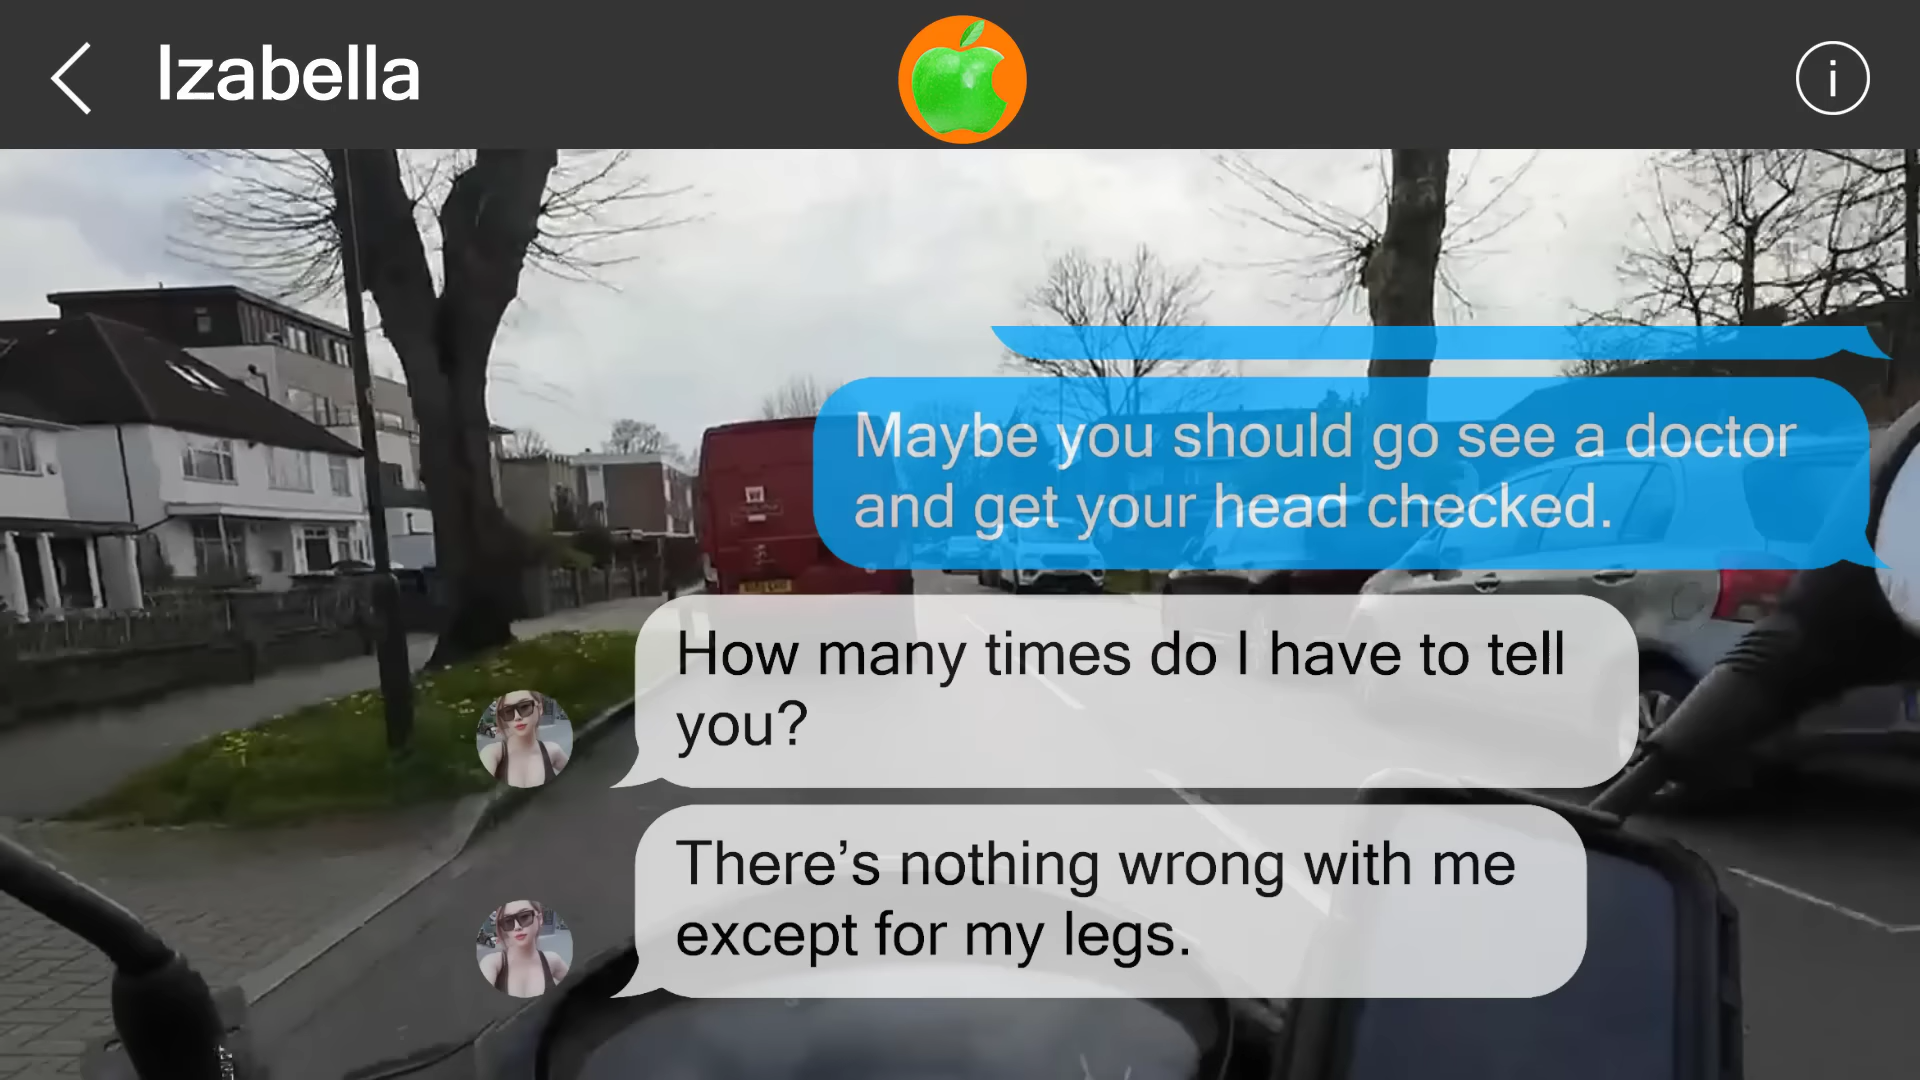 Izabella
Maybe you should go see a doctor
and get your head checked.
How many times do I have to tell
you?
There’s nothing wrong with me
except for my legs.